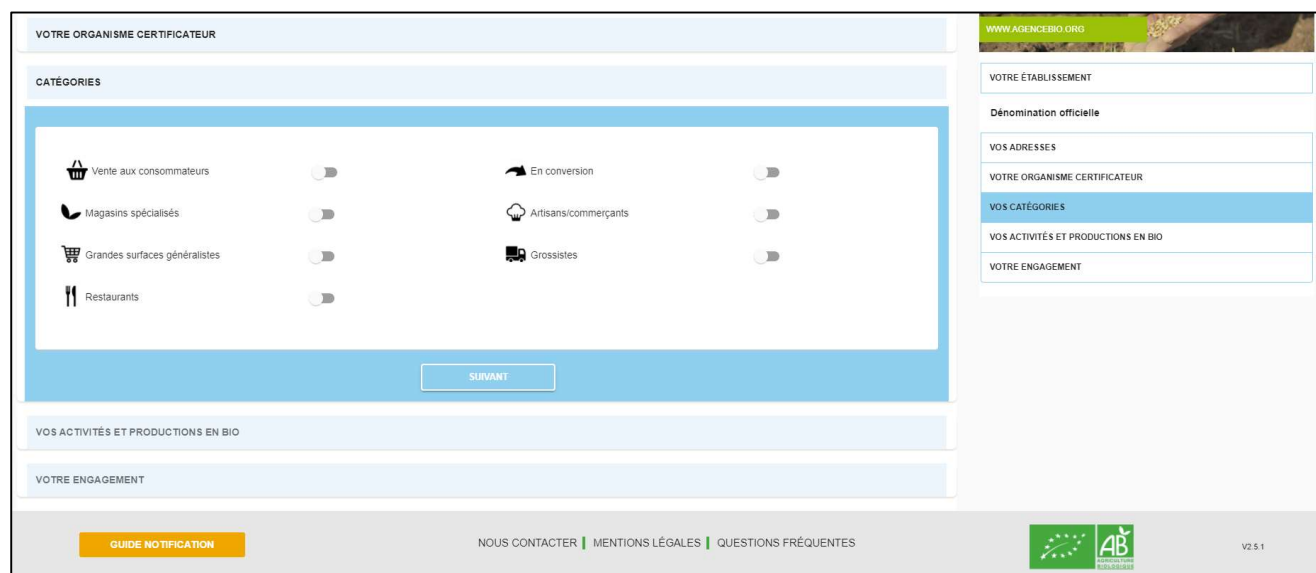 VOTRE ORGANISME CERTIFICATEUR
CATÉGORIES
Vente aux consommateurs
En conversion
Magasins spécialisés
Artisans/commerçants
Grandes surfaces généralistes
Grossistes
Restaurants
SUIVANT
VOS ACTIVITÉS ET PRODUCTIONS EN BIO
VOTRE ENGAGEMENT
WWW.AGENCEBIO.ORG
VOTRE ÉTABLISSEMENT
Dénomination officielle
VOS ADRESSES
VOTRE ORGANISME CERTIFICATEUR
VOS CATÉGORIES
VOS ACTIVITÉS ET PRODUCTIONS EN BIO
VOTRE ENGAGEMENT
GUIDE NOTIFICATION
NOUS CONTACTER | MENTIONS LÉGALES | QUESTIONS FRÉQUENTES
AB
AGRICULTURE
BIOLOGIQUE
V2.5.1